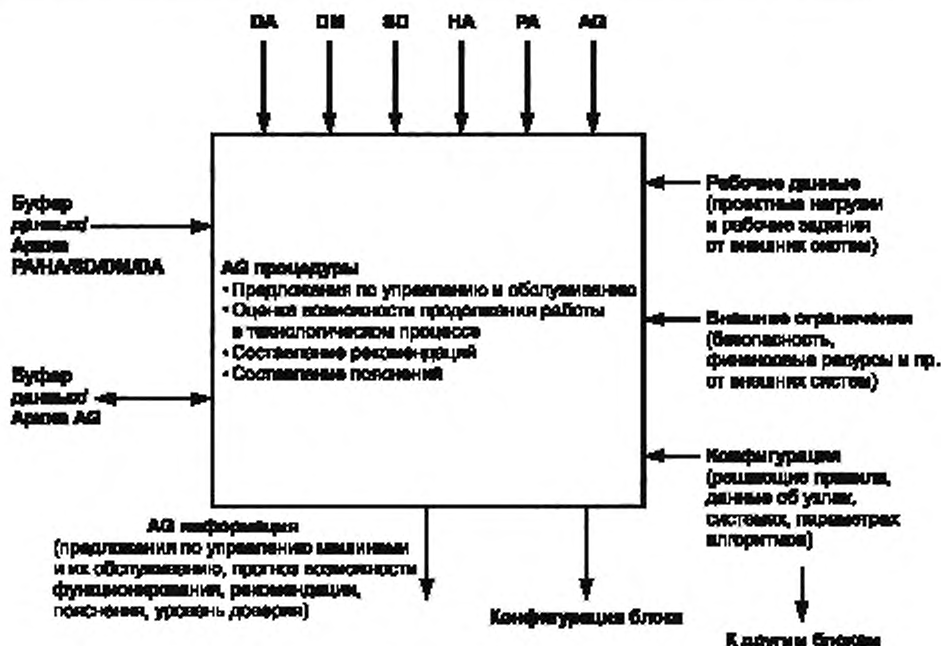 DA DM SD HA PA AG
Буфер
данных/
Архив
PA/HA/SD/DM/DA
Буфер
данных/
Архив AG
AG процедуры
• Предложения по управлению и обслуживанию
• Оценка возможности продолжения работы
в технологическом процессе
• Составление рекомендаций
• Составление пояснений
Рабочие данные
(проектные нагрузки
и рабочие задания
от внешних систем)
Внешние ограничения
(безопасность,
финансовые ресурсы и пр.
от внешних систем)
Конфигурация
(решающие правила,
данные об узлах,
системах, параметрах
алгоритмов)
AG информация
(предложения по управлению машинами
и их обслуживанию, прогноз возможности
функционирования, рекомендации,
пояснения, уровень доверия)
Конфигурация блока
К другим блокам